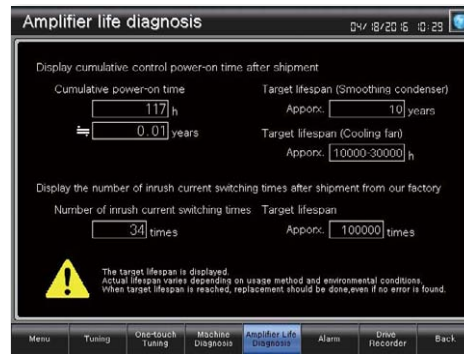 Amplifier life diagnosis
04/18/2016 10:29
Display cumulative control power-on time after shipment
Cumulative power-on time
117 h
≒ 0.01 years
Target lifespan (Smoothing condenser)
Apporx. 10 years
Target lifespan (Cooling fan)
Apporx. 10000-30000 h
Display the number of inrush current switching times after shipment from our factory
Number of inrush current switching times
34 times
Target lifespan
Apporx. 100000 times
The target lifespan is displayed.
Actual lifespan varies depending on usage method and environmental conditions.
When target lifespan is reached, replacement should be done,even if no error is found.
Menu
Tuning
One-touch
Tuning
Machine
Diagnosis
Amplifier Life
Diagnosis
Alarm
Drive
Recorder
Back